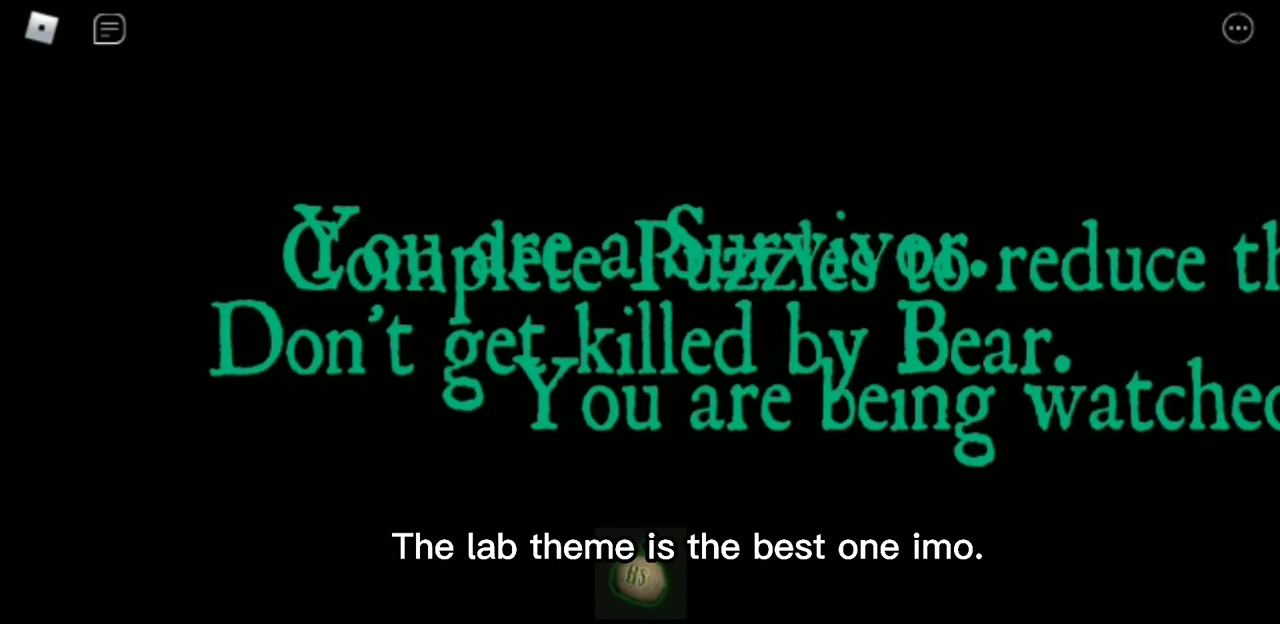 You are a Survivor.
Complete Puzzles to reduce th
Don't get killed by Bear.
You are being watched
The lab theme is the best one imo.